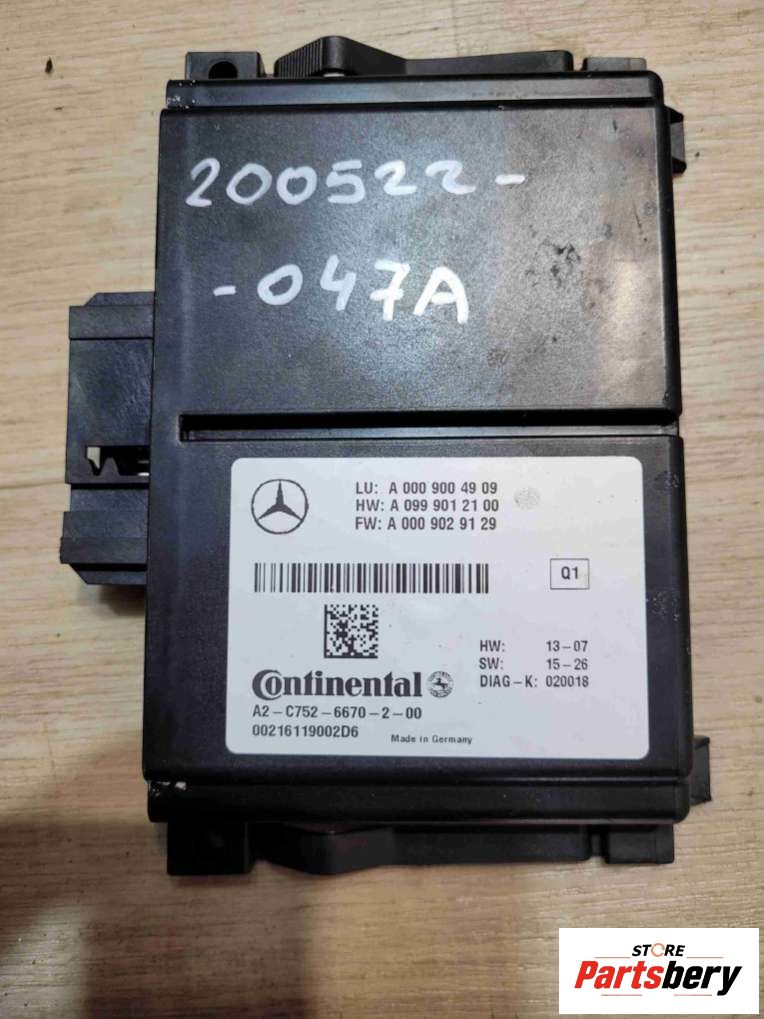 200522-
-047A
LU: A 000 900 49 09
HW: A 099 901 21 00
FW: A 000 902 91 29
Q1
HW: 13-07
SW: 15-26
DIAG-K: 020018
Continental
A2-C752-6670-2-00
00216119002D6
Made in Germany
STORE
Partsbery